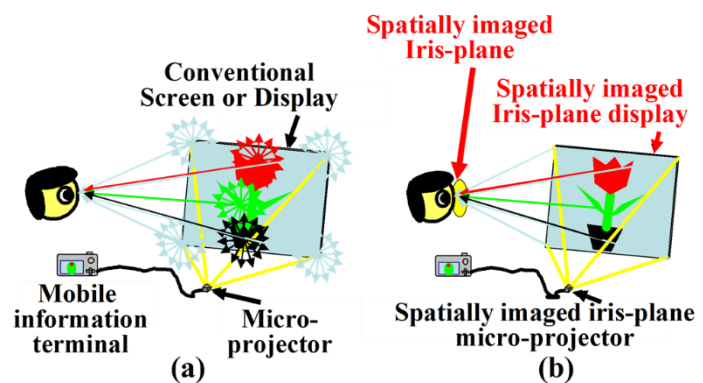 Conventional
Screen or Display
Mobile
information
terminal
Micro-
projector
(a)
Spatially imaged
Iris-plane
Spatially imaged
Iris-plane display
Spatially imaged iris-plane
micro-projector
(b)